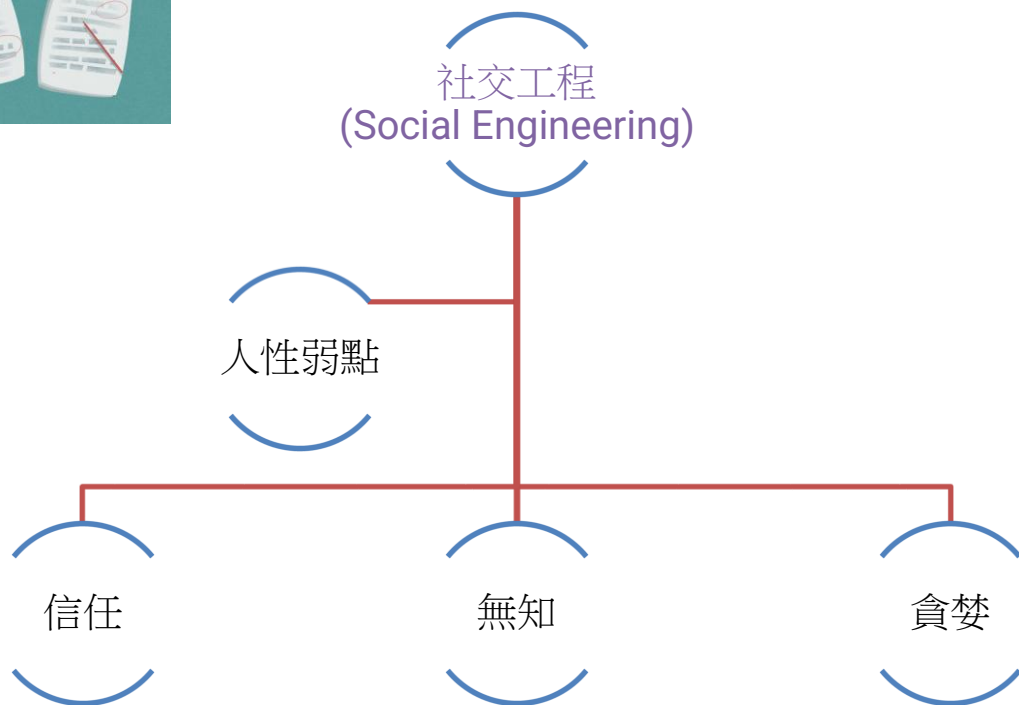 社交工程
(Social Engineering)
人性弱點
信任
無知
貪婪